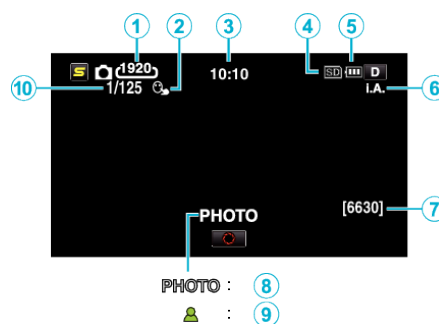 1 2 3 4 5
S 1920 10:10 SD D
10 1/125 i.A. 6
[6630] 7
PHOTO
PHOTO : 8
: 9